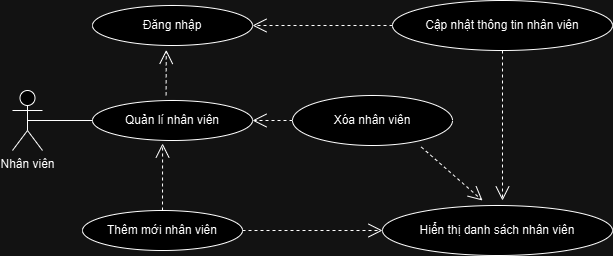 Đăng nhập
Cập nhật thông tin nhân viên
Quản lí nhân viên
Xóa nhân viên
Nhân viên
Thêm mới nhân viên
Hiển thị danh sách nhân viên